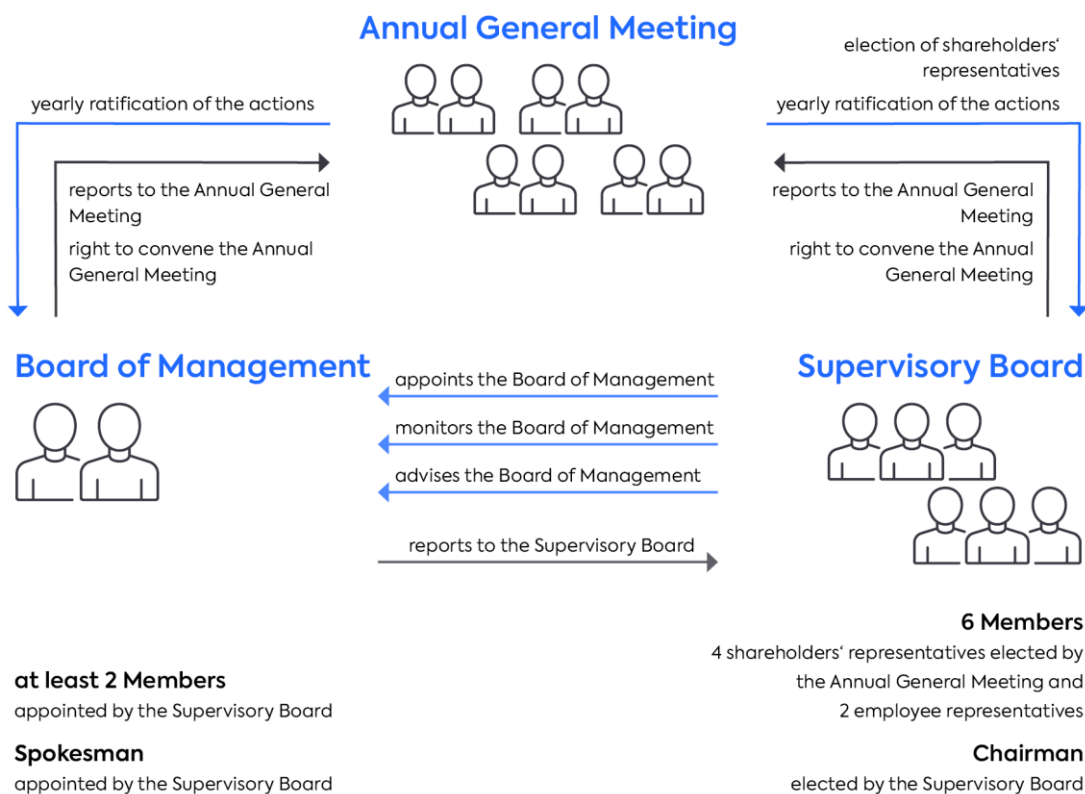 Annual General Meeting
election of shareholders‘
representatives
yearly ratification of the actions
yearly ratification of the actions
reports to the Annual General
Meeting
right to convene the Annual
General Meeting
reports to the Annual General
Meeting
right to convene the Annual
General Meeting
Board of Management
Supervisory Board
appoints the Board of Management
monitors the Board of Management
advises the Board of Management
reports to the Supervisory Board
at least 2 Members
appointed by the Supervisory Board
Spokesman
appointed by the Supervisory Board
6 Members
4 shareholders‘ representatives elected by
the Annual General Meeting and
2 employee representatives
Chairman
elected by the Supervisory Board